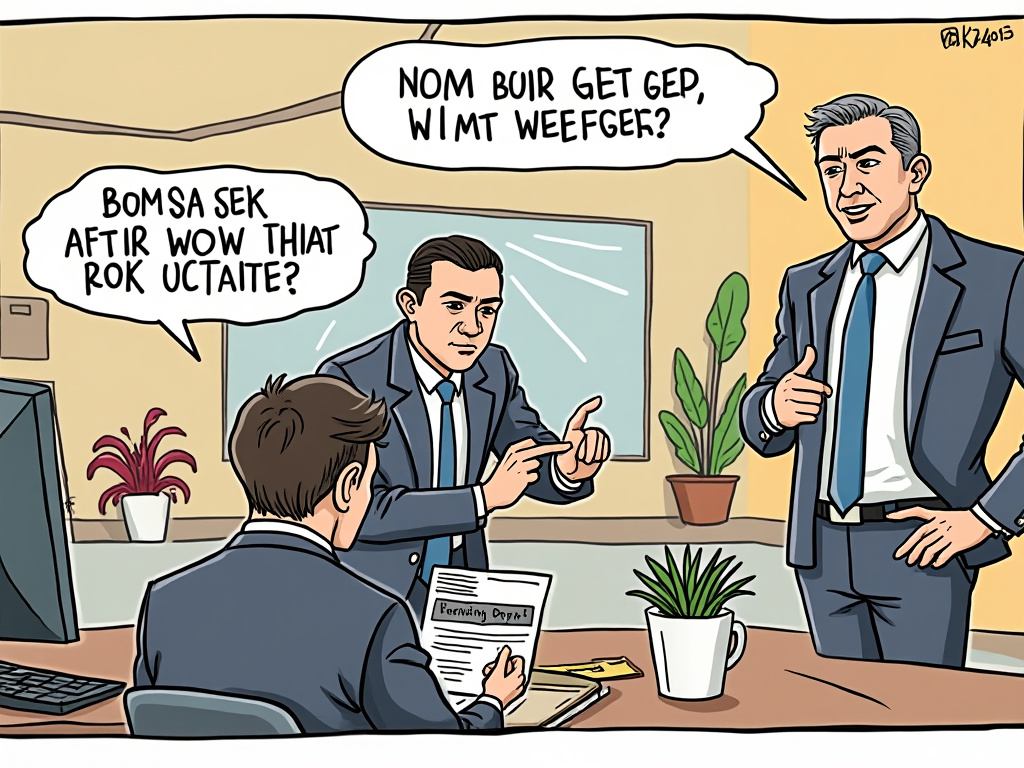 NOM BUIR GET GEP,
WIMT WEEFGER?
BOMSA SEK
AFTIR WOW THIAT
ROK UCTAITE?